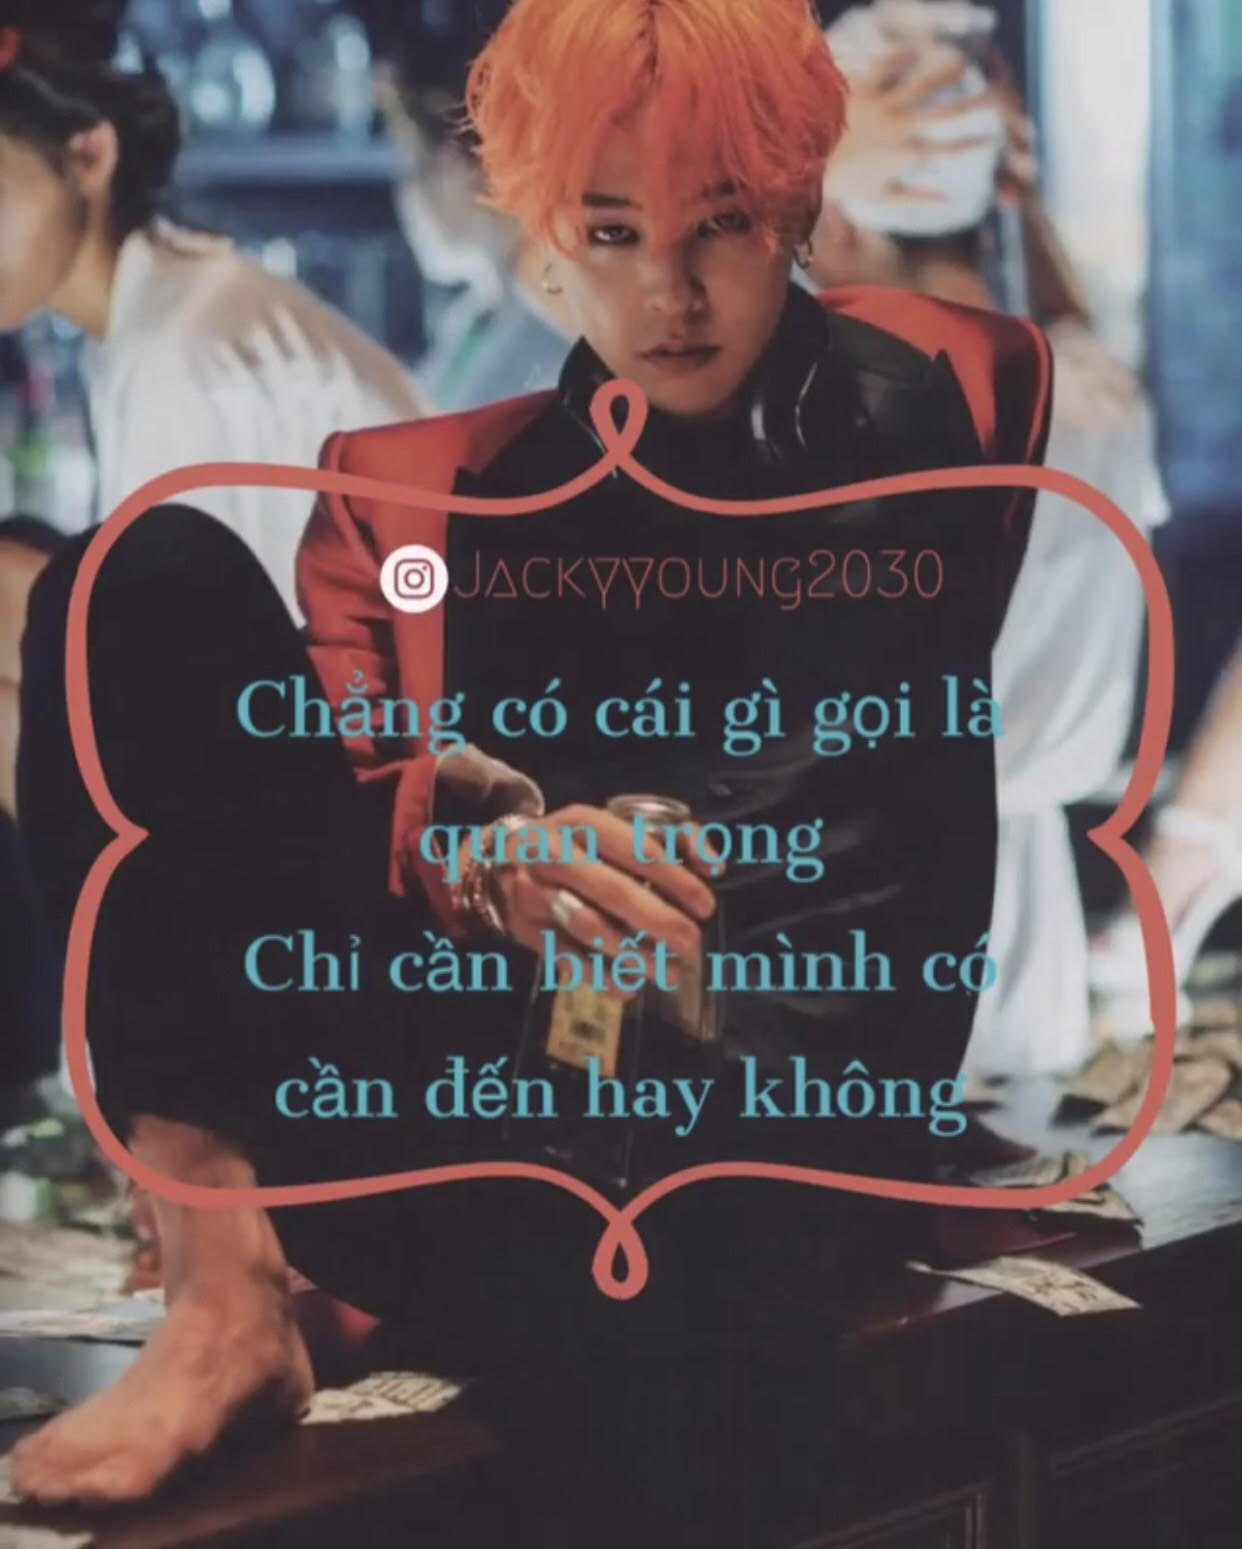 JACKYYOUNG2030
Chẳng có cái gì gọi là
quan trọng
Chỉ cần biết mình có
cần đến hay không